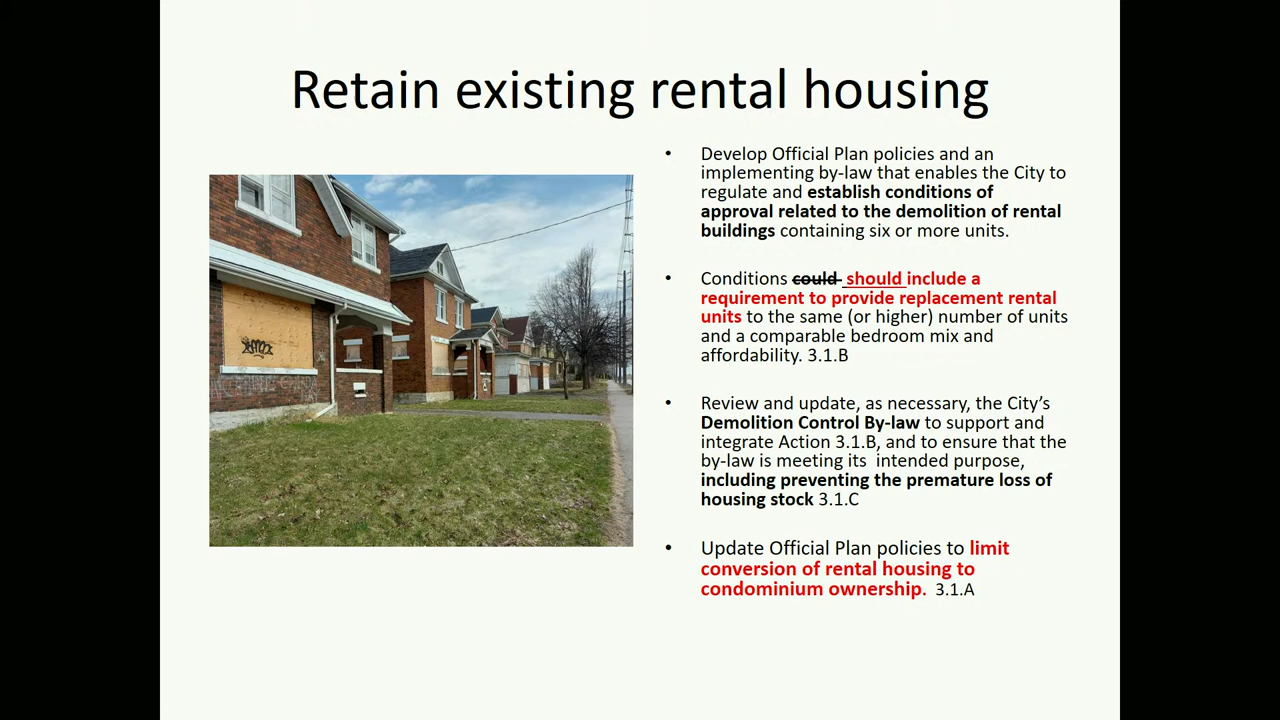 Retain existing rental housing
• Develop Official Plan policies and an
implementing by-law that enables the City to
regulate and establish conditions of
approval related to the demolition of rental
buildings containing six or more units.
• Conditions could should include a
requirement to provide replacement rental
units to the same (or higher) number of units
and a comparable bedroom mix and
affordability. 3.1.B
• Review and update, as necessary, the City’s
Demolition Control By-law to support and
integrate Action 3.1.B, and to ensure that the
by-law is meeting its intended purpose,
including preventing the premature loss of
housing stock 3.1.C
• Update Official Plan policies to limit
conversion of rental housing to
condominium ownership. 3.1.A